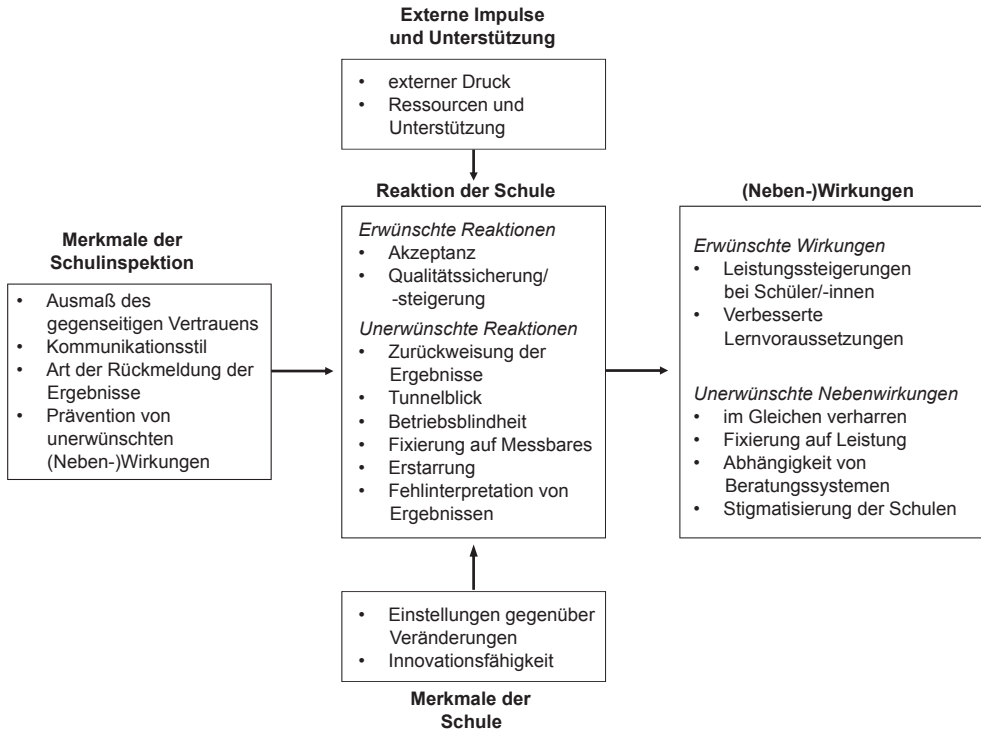 Externe Impulse
und Unterstützung
• externer Druck
• Ressourcen und
Unterstützung
Merkmale der
Schulinspektion
• Ausmaß des
gegenseitigen Vertrauens
• Kommunikationsstil
• Art der Rückmeldung der
Ergebnisse
• Prävention von
unerwünschten
(Neben-)Wirkungen
Reaktion der Schule
Erwünschte Reaktionen
• Akzeptanz
• Qualitätssicherung/
-steigerung
Unerwünschte Reaktionen
• Zurückweisung der
Ergebnisse
• Tunnelblick
• Betriebsblindheit
• Fixierung auf Messbares
• Erstarrung
• Fehlinterpretation von
Ergebnissen
(Neben-)Wirkungen
Erwünschte Wirkungen
• Leistungssteigerungen
bei Schüler/-innen
• Verbesserte
Lernvoraussetzungen
Unerwünschte Nebenwirkungen
• im Gleichen verharren
• Fixierung auf Leistung
• Abhängigkeit von
Beratungssystemen
• Stigmatisierung der Schulen
• Einstellungen gegenüber
Veränderungen
• Innovationsfähigkeit
Merkmale der
Schule